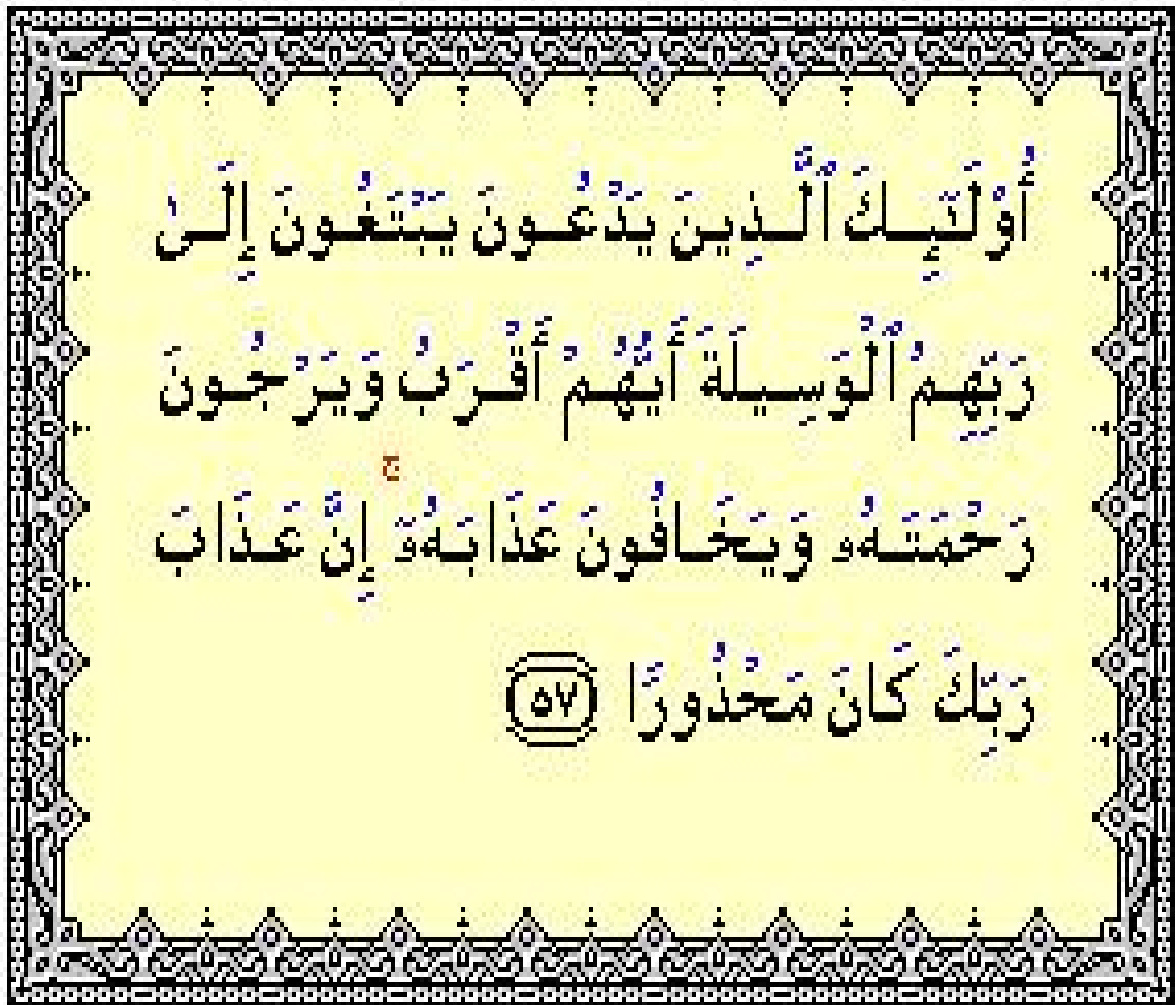 أُوْلَـٰٓئِكَ ٱلَّذِينَ يَدْعُونَ يَبْتَغُونَ إِلَىٰ
رَبِّهِمُ ٱلْوَسِيلَةَ أَيُّهُمْ أَقْرَبُ وَيَرْجُونَ
رَحْمَتَهُۥ وَيَخَافُونَ عَذَابَهُۥٓ ۚ إِنَّ عَذَابَ
رَبِّكَ كَانَ مَحْذُورًا ٥٧